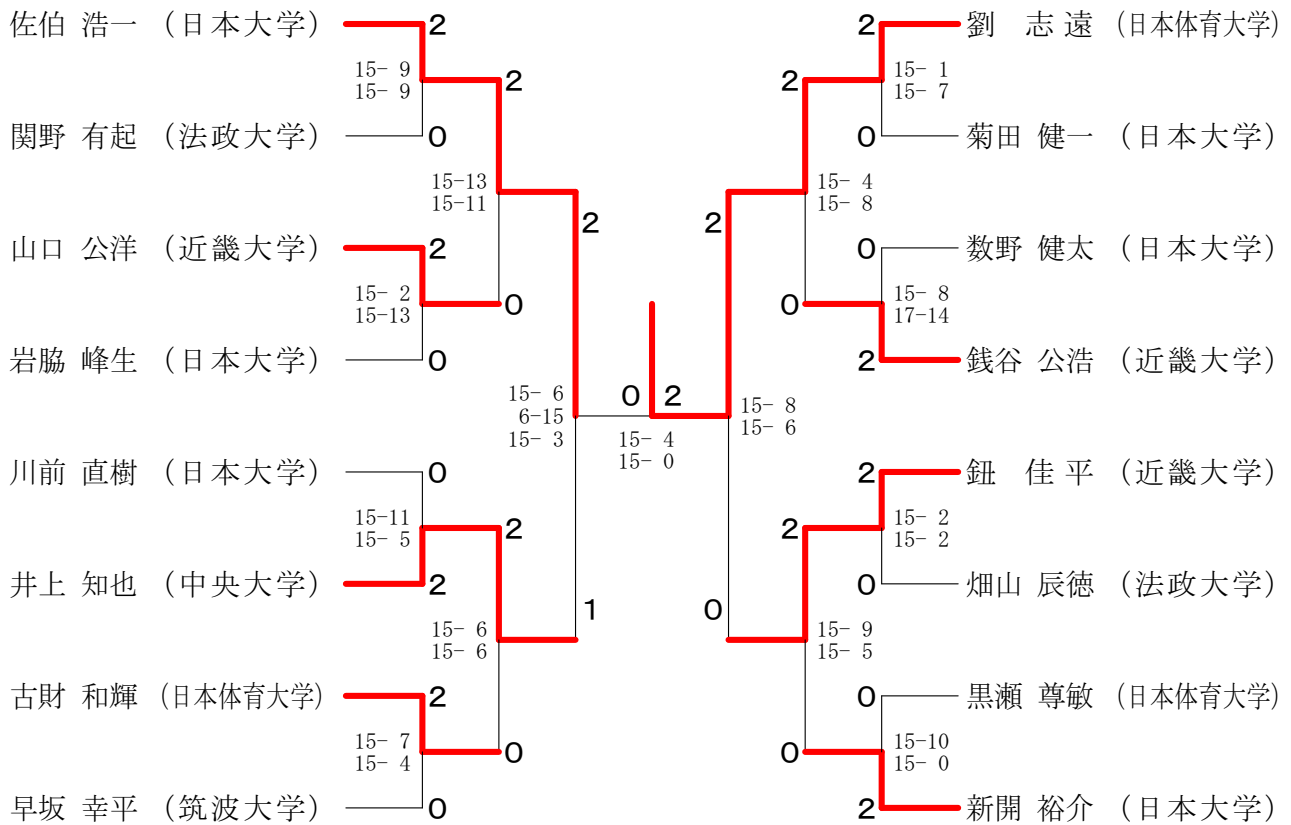 佐伯 浩一 (日本大学) 2 2 劉 志遠 (日本体育大学)
15- 9 2 2 15- 1
15- 9 15- 7
関野 有起 (法政大学) 0 0 菊田 健一 (日本大学)
15-13 15- 4
15-11 15- 8
2 2
山口 公洋 (近畿大学) 2 0 数野 健太 (日本大学)
15- 2 0 0 15- 8
15-13 17-14
岩脇 峰生 (日本大学) 0 2 銭谷 公浩 (近畿大学)
15- 6 0 2 15- 8
6-15 15- 6
15- 3 15- 4
15- 0
川前 直樹 (日本大学) 0 2 鈕 佳平 (近畿大学)
15-11 2 2 15- 2
15- 5 15- 2
井上 知也 (中央大学) 2 0 畑山 辰徳 (法政大学)
1 0
15- 6 15- 9
15- 6 15- 5
古財 和輝 (日本体育大学) 2 0 黒瀬 尊敏 (日本体育大学)
15- 7 0 0 15-10
15- 4 15- 0
早坂 幸平 (筑波大学) 0 2 新開 裕介 (日本大学)